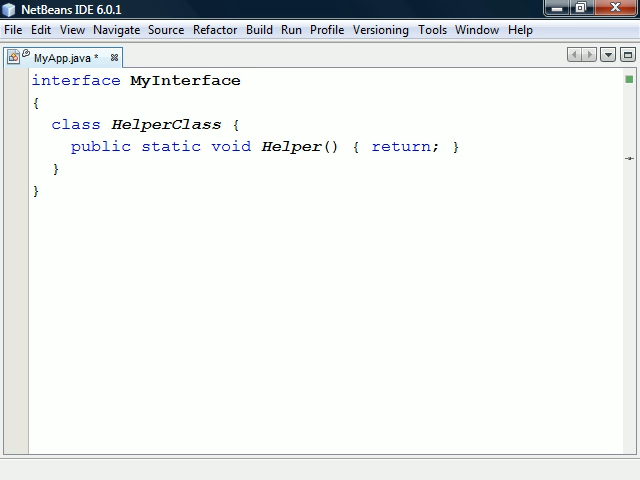 NetBeans IDE 6.0.1
File Edit View Navigate Source Refactor Build Run Profile Versioning Tools Window Help
MyApp.java *
interface MyInterface
{
class HelperClass {
public static void Helper() { return; }
}
}